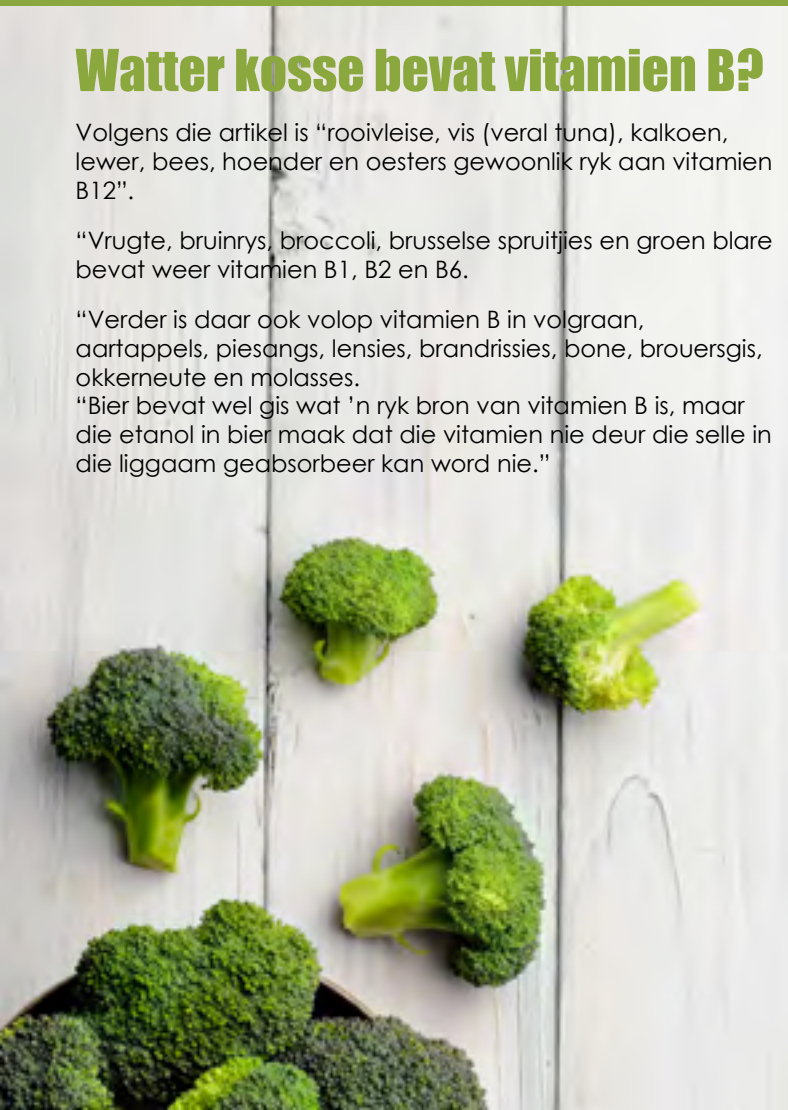 Watter kosse bevat vitamien B?
Volgens die artikel is “rooivleise, vis (veral tuna), kalkoen,
lewer, bees, hoender en oesters gewoonlik ryk aan vitamien
B12”.
“Vrugte, bruinrys, broccoli, brusselse spruitjies en groen blare
bevat weer vitamien B1, B2 en B6.
“Verder is daar ook volop vitamien B in volgraan,
aartappels, piesangs, lensies, brandrissies, bone, brouersgis,
okkerneute en molasses.
“Bier bevat wel gis wat ’n ryk bron van vitamien B is, maar
die etanol in bier maak dat die vitamien nie deur die selle in
die liggaam geabsorbeer kan word nie.”